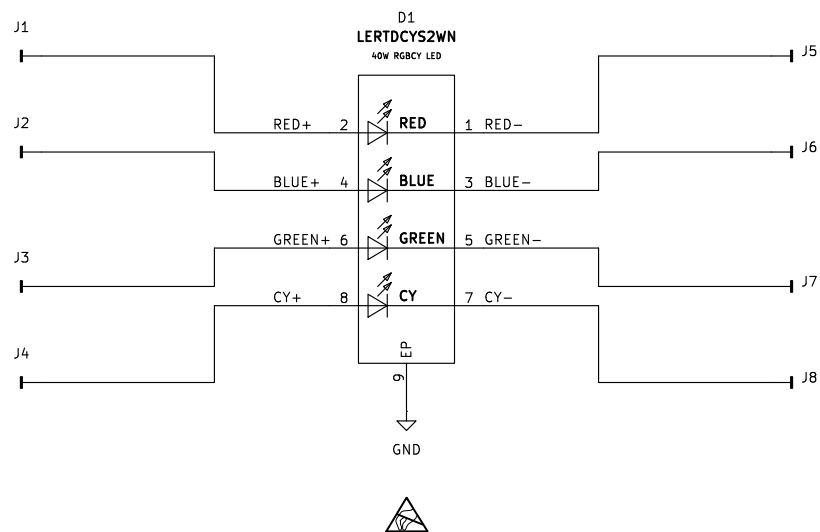 D1
LERTDCYS2WN
40W RGBCY LED
J1
J5
RED+ 2 RED 1 RED-
J2
J6
BLUE+ 4 BLUE 3 BLUE-
GREEN+ 6 GREEN 5 GREEN-
J3
J7
CY+ 8 CY 7 CY-
J4
EP
9
J8
GND